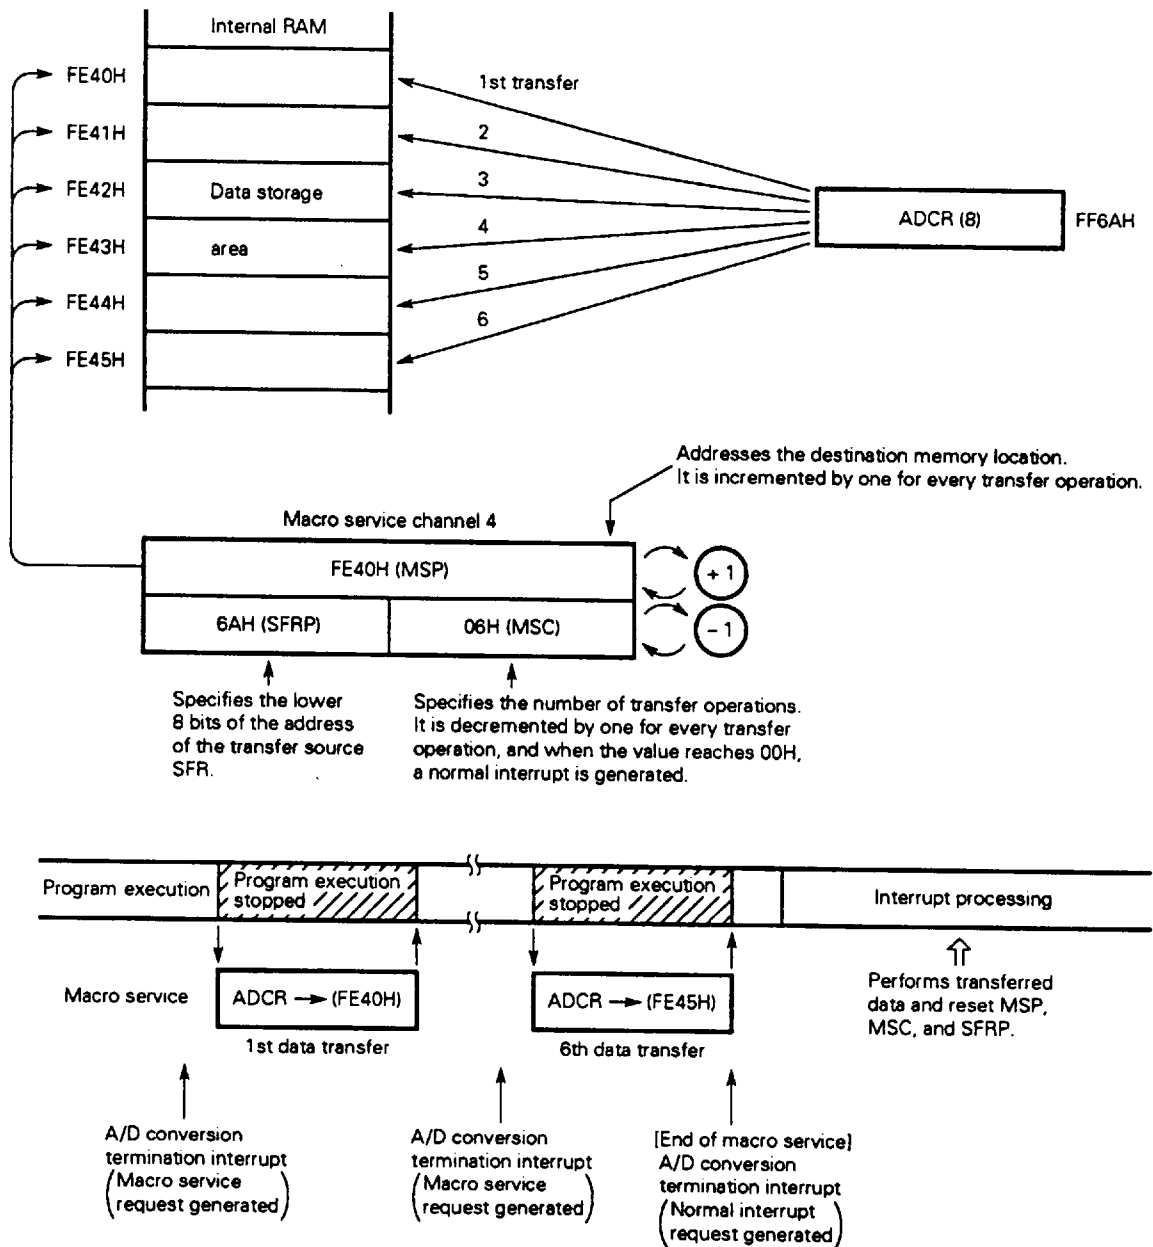 Internal RAM
FE40H
1st transfer
FE41H
2
FE42H
Data storage
3
ADCR (8)
FF6AH
FE43H
area
4
FE44H
5
FE45H
6
Addresses the destination memory location.
It is incremented by one for every transfer operation.
Macro service channel 4
FE40H (MSP)
+ 1
6AH (SFRP)
06H (MSC)
– 1
Specifies the lower
8 bits of the address
of the transfer source
SFR.
Specifies the number of transfer operations.
It is decremented by one for every transfer
operation, and when the value reaches 00H,
a normal interrupt is generated.
Program execution
Program execution
stopped
Program execution
stopped
Interrupt processing
Macro service
ADCR → (FE40H)
1st data transfer
ADCR → (FE45H)
6th data transfer
Performs transferred
data and reset MSP,
MSC, and SFRP.
A/D conversion
termination interrupt
(Macro service
request generated)
A/D conversion
termination interrupt
(Macro service
request generated)
[End of macro service]
A/D conversion
termination interrupt
(Normal interrupt
request generated)